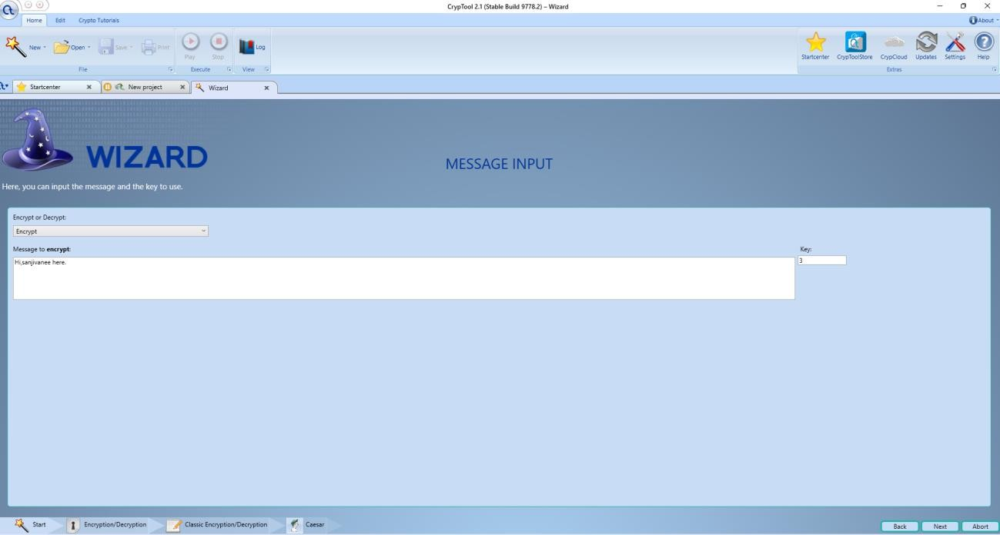 CrypTool 2.1 (Stable Build 9778.2) – Wizard
Home Edit Crypto Tutorials About
New Open Save Print Play Stop Log Startcenter CrypToolStore CrypCloud Updates Settings Help
File Execute View Extras
Startcenter New project Wizard
WIZARD
MESSAGE INPUT
Here, you can input the message and the key to use.
Encrypt or Decrypt:
Encrypt
Message to encrypt: Key:
Hi,sanjivanee here. 3
Start Encryption/Decryption Classic Encryption/Decryption Caesar Back Next Abort